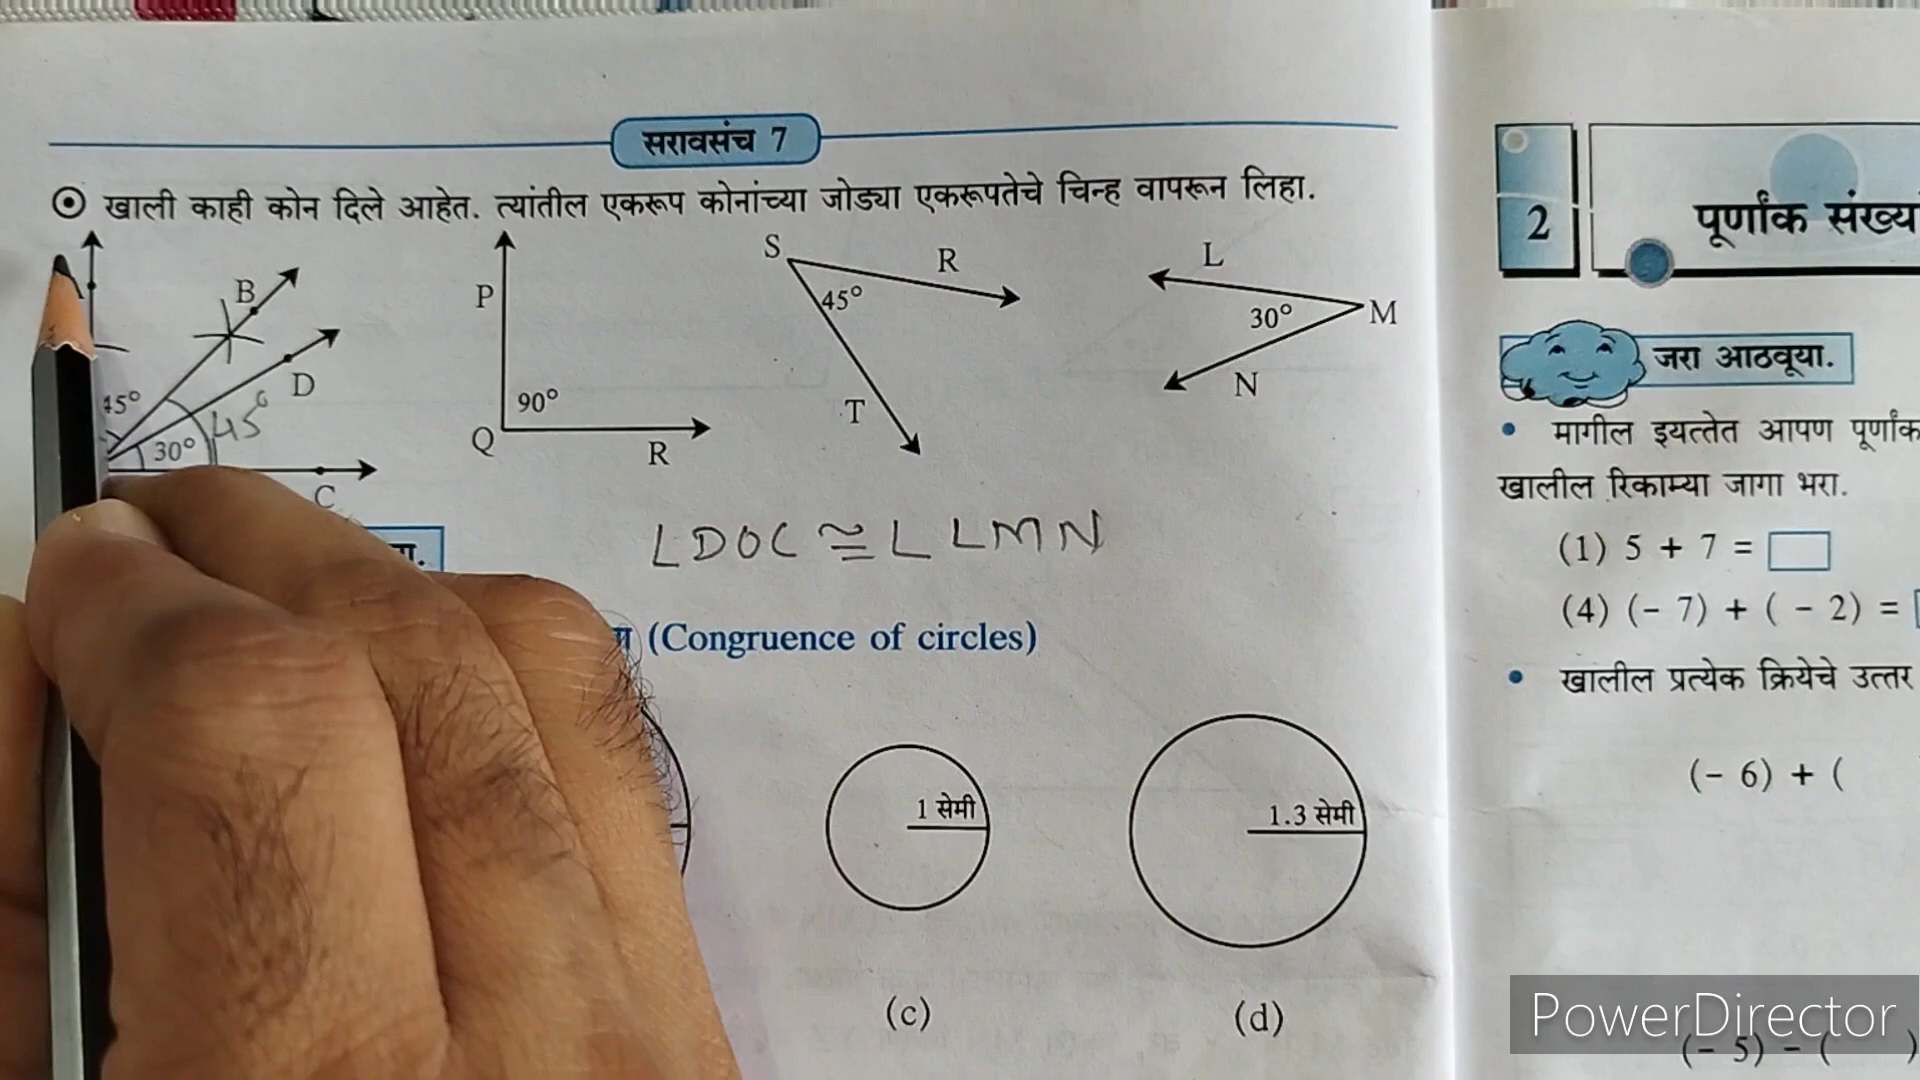 सरावसंच 7
खाली काही कोन दिले आहेत. त्यांतील एकरूप कोनांच्या जोड्या एकरूपतेचे चिन्ह वापरून लिहा.
B
D
45°
45°
30°
C
P
90°
Q
R
S
R
45°
T
L
30°
M
N
∠DOC ≅ ∠LMN
(Congruence of circles)
1 सेमी
1.3 सेमी
(c)
(d)
2
जरा आठवूया.
• मागील इयत्तेत आपण पूर्णांक
खालील रिकाम्या जागा भरा.
(1) 5 + 7 =
(4) (- 7) + ( - 2) =
• खालील प्रत्येक क्रियेचे उत्तर
(- 6) + (
(- 5) - ( )
PowerDirector